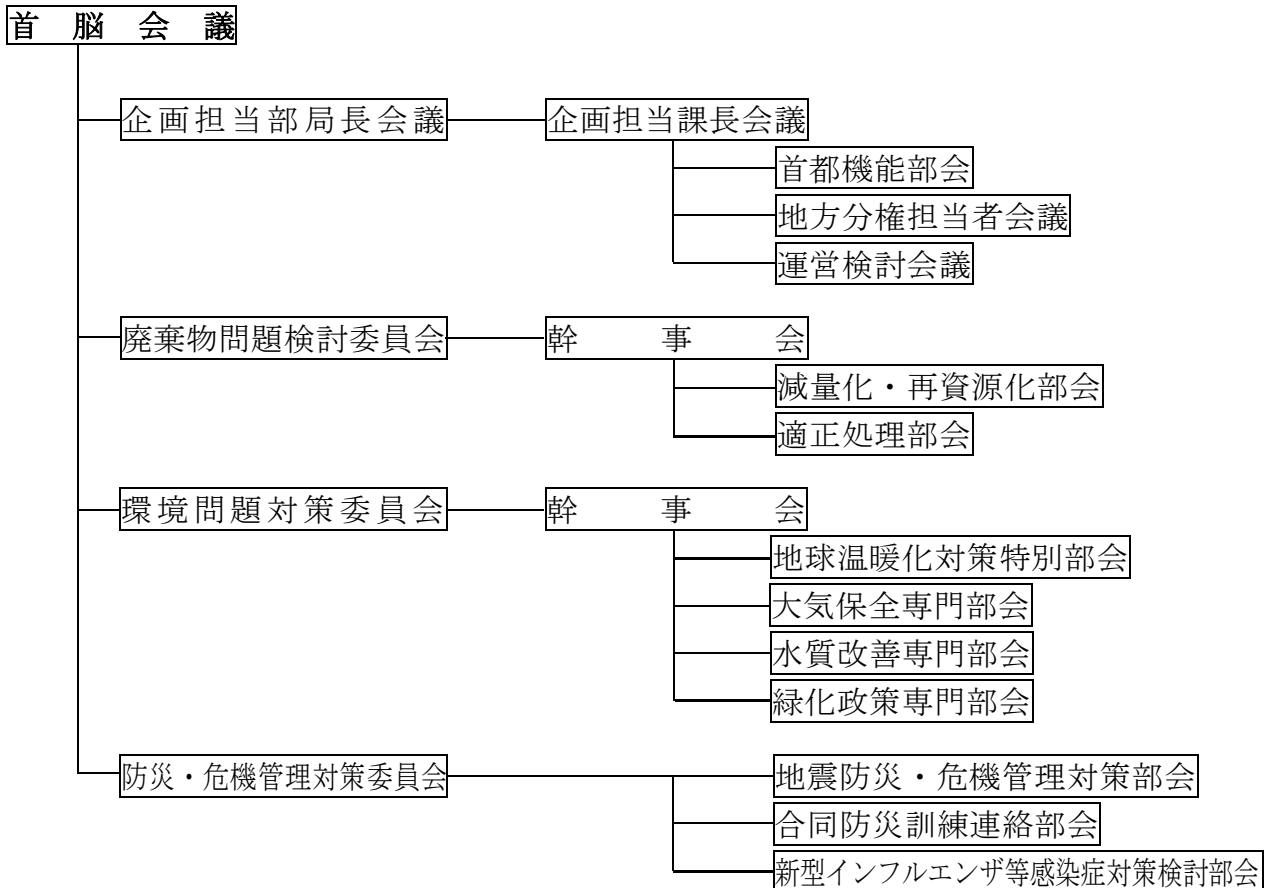 首脳会議
企画担当部局長会議 企画担当課長会議
首都機能部会
地方分権担当者会議
運営検討会議
廃棄物問題検討委員会 幹事会
減量化・再資源化部会
適正処理部会
環境問題対策委員会 幹事会
地球温暖化対策特別部会
大気保全専門部会
水質改善専門部会
緑化政策専門部会
防災・危機管理対策委員会 地震防災・危機管理対策部会
合同防災訓練連絡部会
新型インフルエンザ等感染症対策検討部会